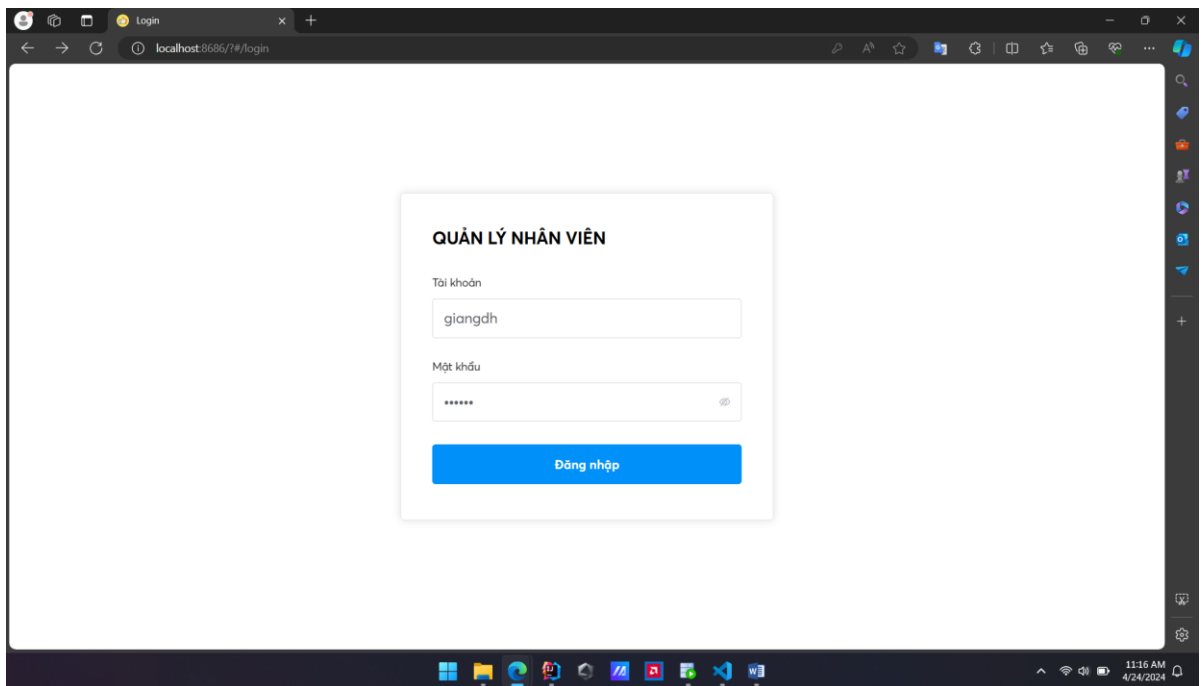 Login
localhost:8686/?#/login
QUẢN LÝ NHÂN VIÊN
Tài khoản
giangdh
Mật khẩu
••••••
Đăng nhập
11:16 AM
4/24/2024